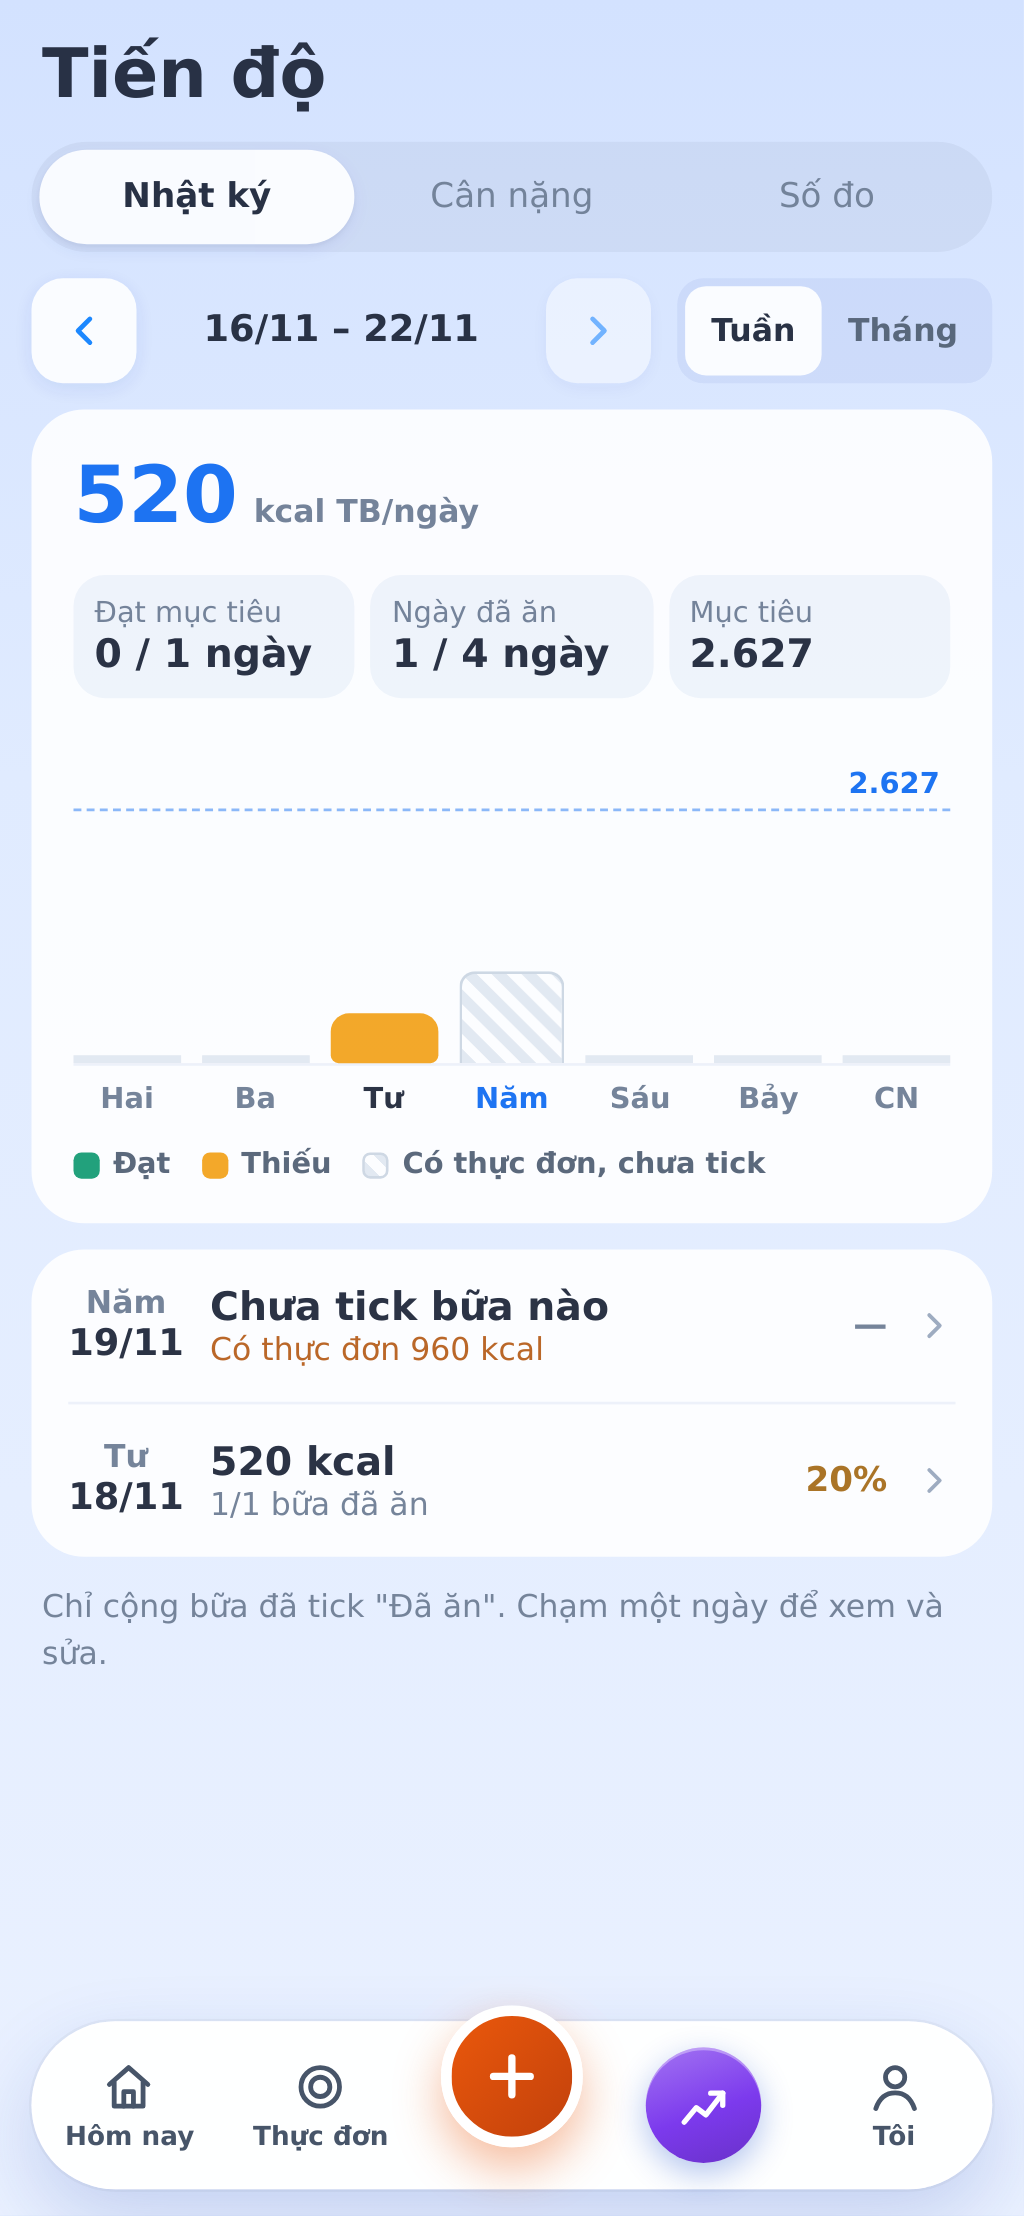 Tiến độ
Nhật ký
Cân nặng
Số đo
16/11 – 22/11
Tuần
Tháng
520 kcal TB/ngày
Đạt mục tiêu
0 / 1 ngày
Ngày đã ăn
1 / 4 ngày
Mục tiêu
2.627
2.627
Hai
Ba
Tư
Năm
Sáu
Bảy
CN
Đạt
Thiếu
Có thực đơn, chưa tick
Năm
19/11
Chưa tick bữa nào
Có thực đơn 960 kcal
—
Tư
18/11
520 kcal
1/1 bữa đã ăn
20%
Chỉ cộng bữa đã tick "Đã ăn". Chạm một ngày để xem và
sửa.
Hôm nay
Thực đơn
Tôi